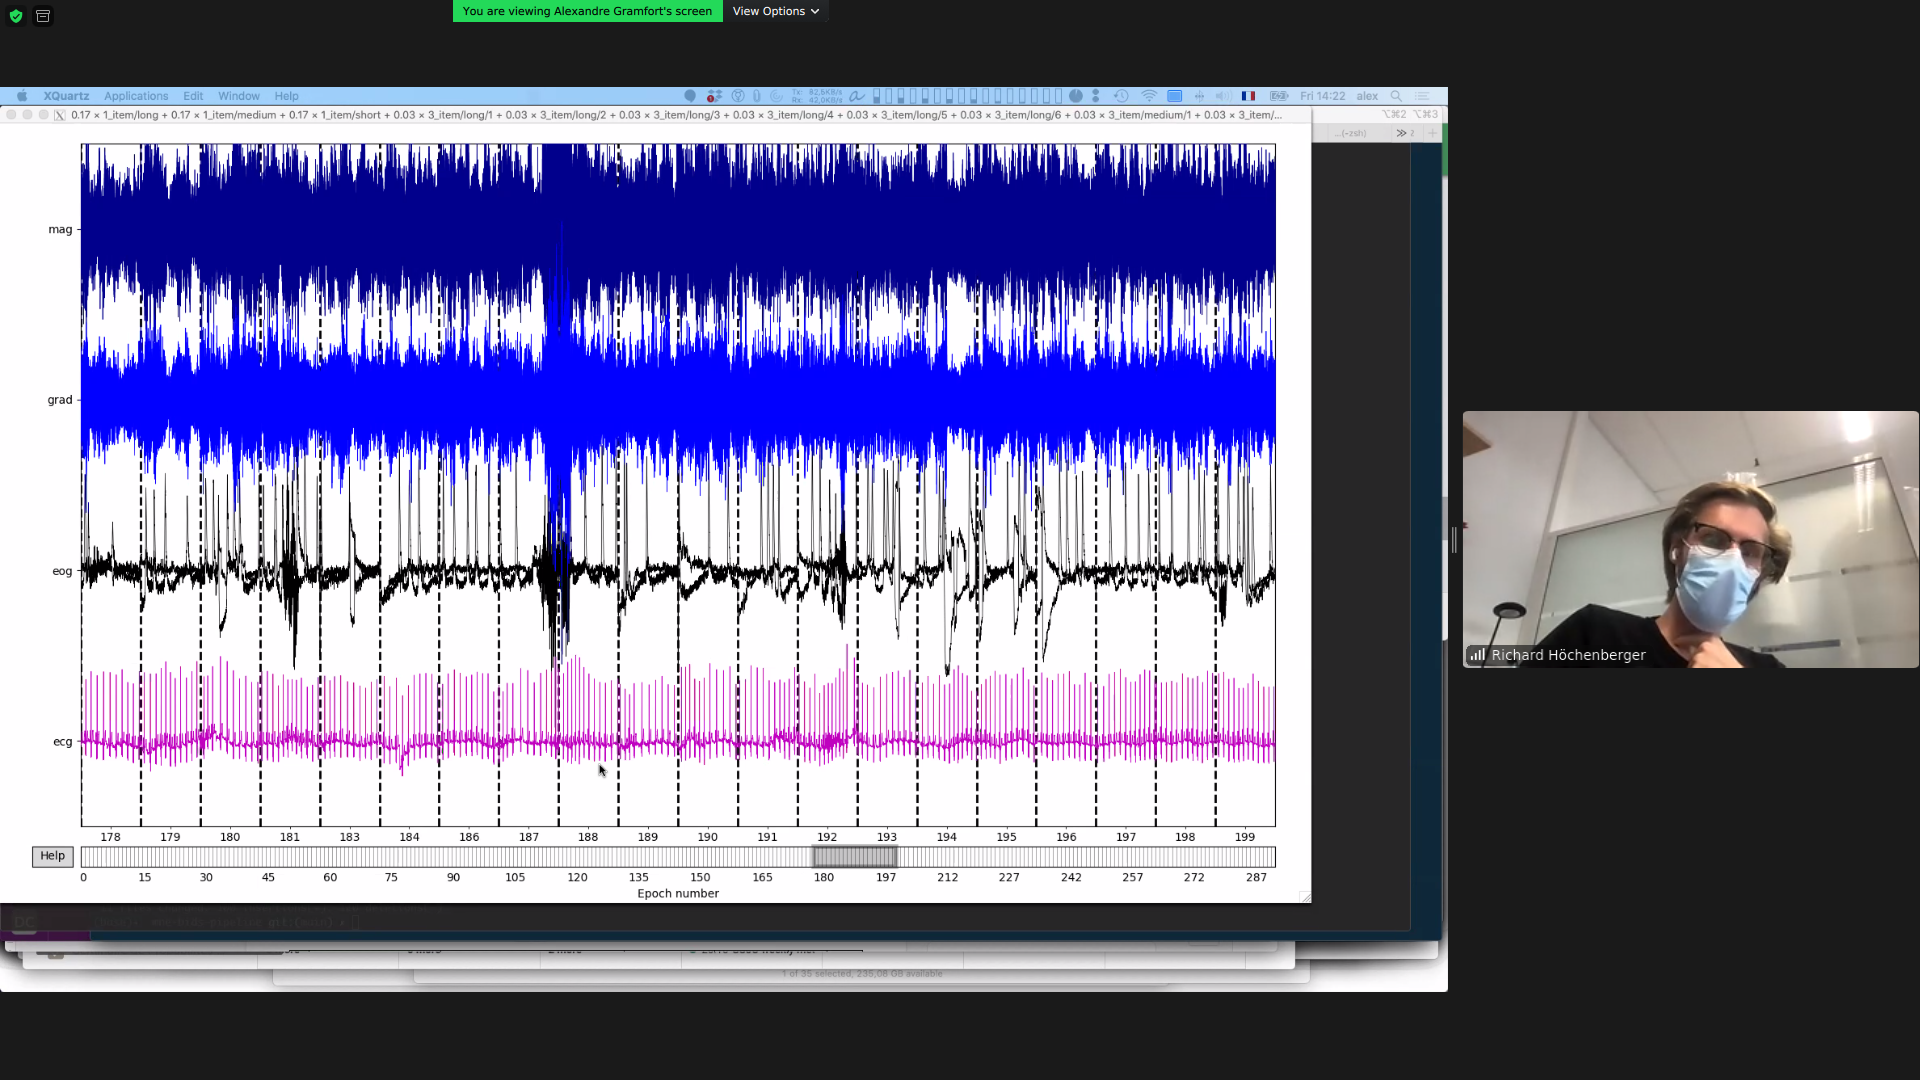 You are viewing Alexandre Gramfort's screen View Options
XQuartz Applications Edit Window Help
Fri 14:22 alex
0.17 × 1_item/long + 0.17 × 1_item/medium + 0.17 × 1_item/short + 0.03 × 3_item/long/1 + 0.03 × 3_item/long/2 + 0.03 × 3_item/long/3 + 0.03 × 3_item/long/4 + 0.03 × 3_item/long/5 + 0.03 × 3_item/long/6 + 0.03 × 3_item/medium/1 + 0.03 × 3_item/...
⌥⌘2 ⌥⌘3
...(-zsh)
mag
grad
eog
ecg
178 179 180 181 183 184 186 187 188 189 190 191 192 193 194 195 196 197 198 199
Help
0 15 30 45 60 75 90 105 120 135 150 165 180 197 212 227 242 257 272 287
Epoch number
1 of 35 selected, 235,06 GB available
Richard Höchenberger